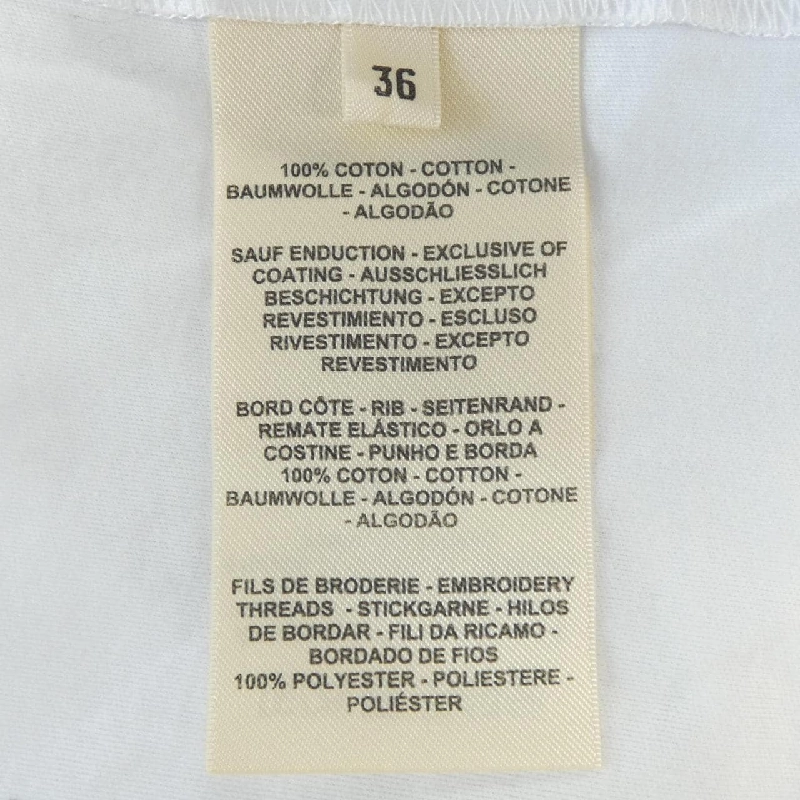 36
100% COTON - COTTON -
BAUMWOLLE - ALGODÓN - COTONE
- ALGODÃO
SAUF ENDUCTION - EXCLUSIVE OF
COATING - AUSSCHLIESSLICH
BESCHICHTUNG - EXCEPTO
REVESTIMIENTO - ESCLUSO
RIVESTIMENTO - EXCEPTO
REVESTIMENTO
BORD CÔTE - RIB - SEITENRAND -
REMATE ELÁSTICO - ORLO A
COSTINE - PUNHO E BORDA
100% COTON - COTTON -
BAUMWOLLE - ALGODÓN - COTONE
- ALGODÃO
FILS DE BRODERIE - EMBROIDERY
THREADS - STICKGARNE - HILOS
DE BORDAR - FILI DA RICAMO -
BORDADO DE FIOS
100% POLYESTER - POLIESTERE -
POLIÉSTER